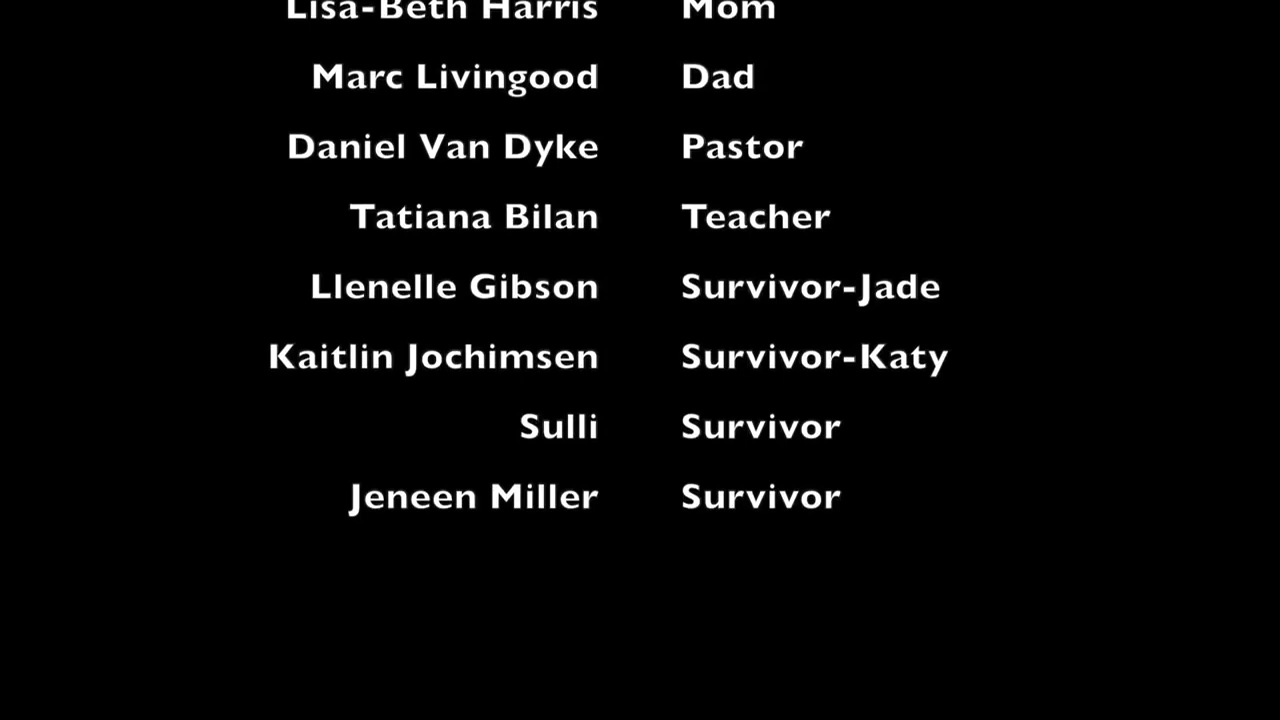 Lisa-Beth Harris Mom
Marc Livingood Dad
Daniel Van Dyke Pastor
Tatiana Bilan Teacher
Llenelle Gibson Survivor-Jade
Kaitlin Jochimsen Survivor-Katy
Sulli Survivor
Jeneen Miller Survivor